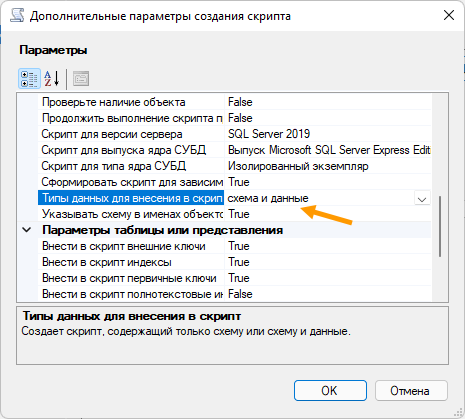 Дополнительные параметры создания скрипта
Параметры
Проверьте наличие объекта False
Продолжить выполнение скрипта п False
Скрипт для версии сервера SQL Server 2019
Скрипт для выпуска ядра СУБД Выпуск Microsoft SQL Server Express Edit
Скрипт для типа ядра СУБД Изолированный экземпляр
Сформировать скрипт для зависим True
Типы данных для внесения в скрип схема и данные
Указывать схему в именах объекто True
Параметры таблицы или представления
Внести в скрипт внешние ключи True
Внести в скрипт индексы True
Внести в скрипт первичные ключи True
Внести в скрипт полнотекстовые ин False
Типы данных для внесения в скрипт
Создает скрипт, содержащий только схему или схему и данные.
OK Отмена